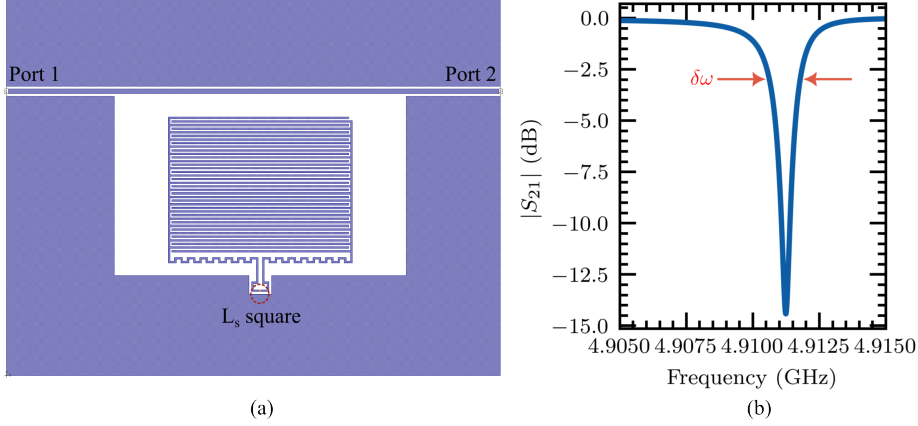 Port 1
Port 2
Lₛ square
(a)
0.0
−2.5
−5.0
−7.5
−10.0
−12.5
−15.0
|S₂₁| (dB)
δω
4.9050 4.9075 4.9100 4.9125 4.9150
Frequency (GHz)
(b)